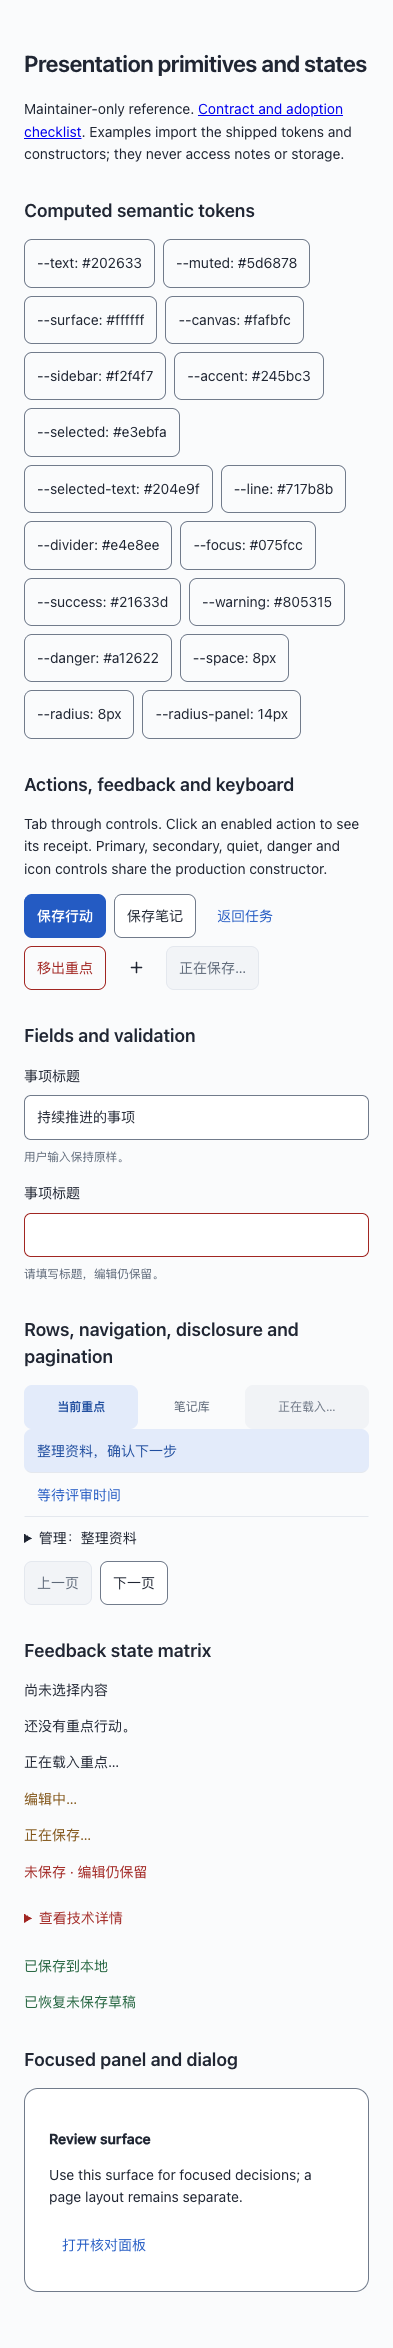 Presentation primitives and states
Maintainer-only reference. Contract and adoption
checklist. Examples import the shipped tokens and
constructors; they never access notes or storage.
Computed semantic tokens
--text: #202633
--muted: #5d6878
--surface: #ffffff
--canvas: #fafbfc
--sidebar: #f2f4f7
--accent: #245bc3
--selected: #e3ebfa
--selected-text: #204e9f
--line: #717b8b
--divider: #e4e8ee
--focus: #075fcc
--success: #21633d
--warning: #805315
--danger: #a12622
--space: 8px
--radius: 8px
--radius-panel: 14px
Actions, feedback and keyboard
Tab through controls. Click an enabled action to see
its receipt. Primary, secondary, quiet, danger and
icon controls share the production constructor.
保存行动
保存笔记
返回任务
移出重点
+
正在保存…
Fields and validation
事项标题
持续推进的事项
用户输入保持原样。
事项标题
请填写标题，编辑仍保留。
Rows, navigation, disclosure and
pagination
当前重点
笔记库
正在载入…
整理资料，确认下一步
等待评审时间
管理：整理资料
上一页
下一页
Feedback state matrix
尚未选择内容
还没有重点行动。
正在载入重点…
编辑中…
正在保存…
未保存 · 编辑仍保留
查看技术详情
已保存到本地
已恢复未保存草稿
Focused panel and dialog
Review surface
Use this surface for focused decisions; a
page layout remains separate.
打开核对面板